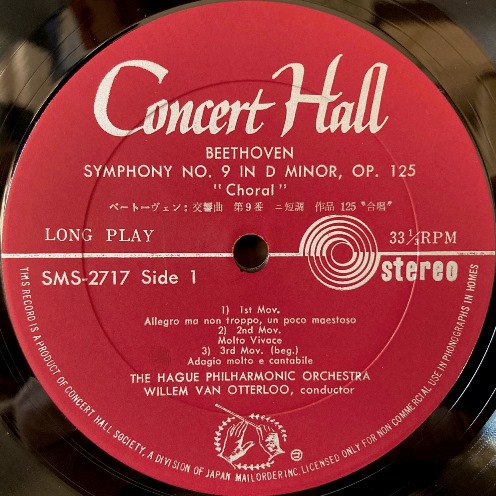 Concert Hall
BEETHOVEN
SYMPHONY NO. 9 IN D MINOR, OP. 125
"Choral"
ベートーヴェン: 交響曲 第9番 ニ短調 作品125 "合唱"
LONG PLAY
33⅓RPM
SMS-2717 Side 1
stereo
1) 1st Mov.
Allegro ma non troppo, un poco maestoso
2) 2nd Mov.
Molto Vivace
3) 3rd Mov. (beg.)
Adagio molto e cantabile
THE HAGUE PHILHARMONIC ORCHESTRA
WILLEM VAN OTTERLOO, conductor
THIS RECORD IS A PRODUCT OF CONCERT HALL SOCIETY, A DIVISION OF JAPAN MAILORDER INC. LICENSED ONLY FOR NON COMMERCIAL USE IN PHONOGRAPHS IN HOMES